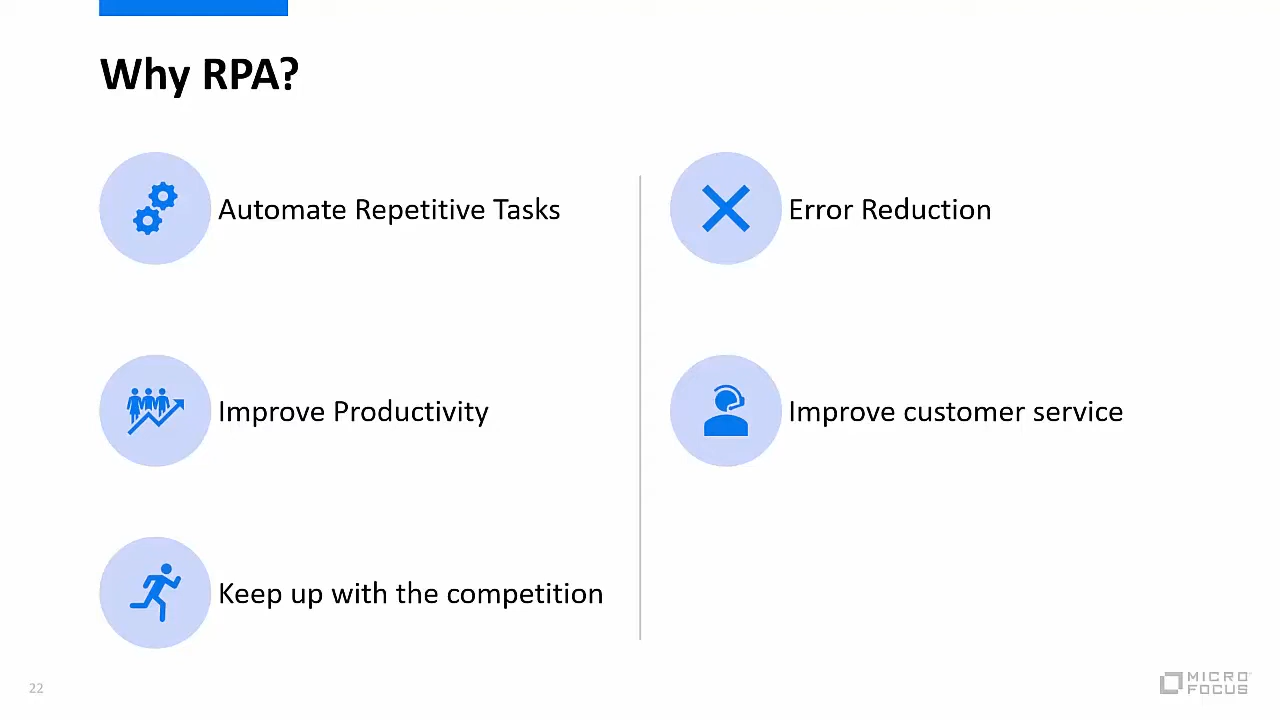 Why RPA?
Automate Repetitive Tasks
Improve Productivity
Keep up with the competition
Error Reduction
Improve customer service
22
MICRO
FOCUS